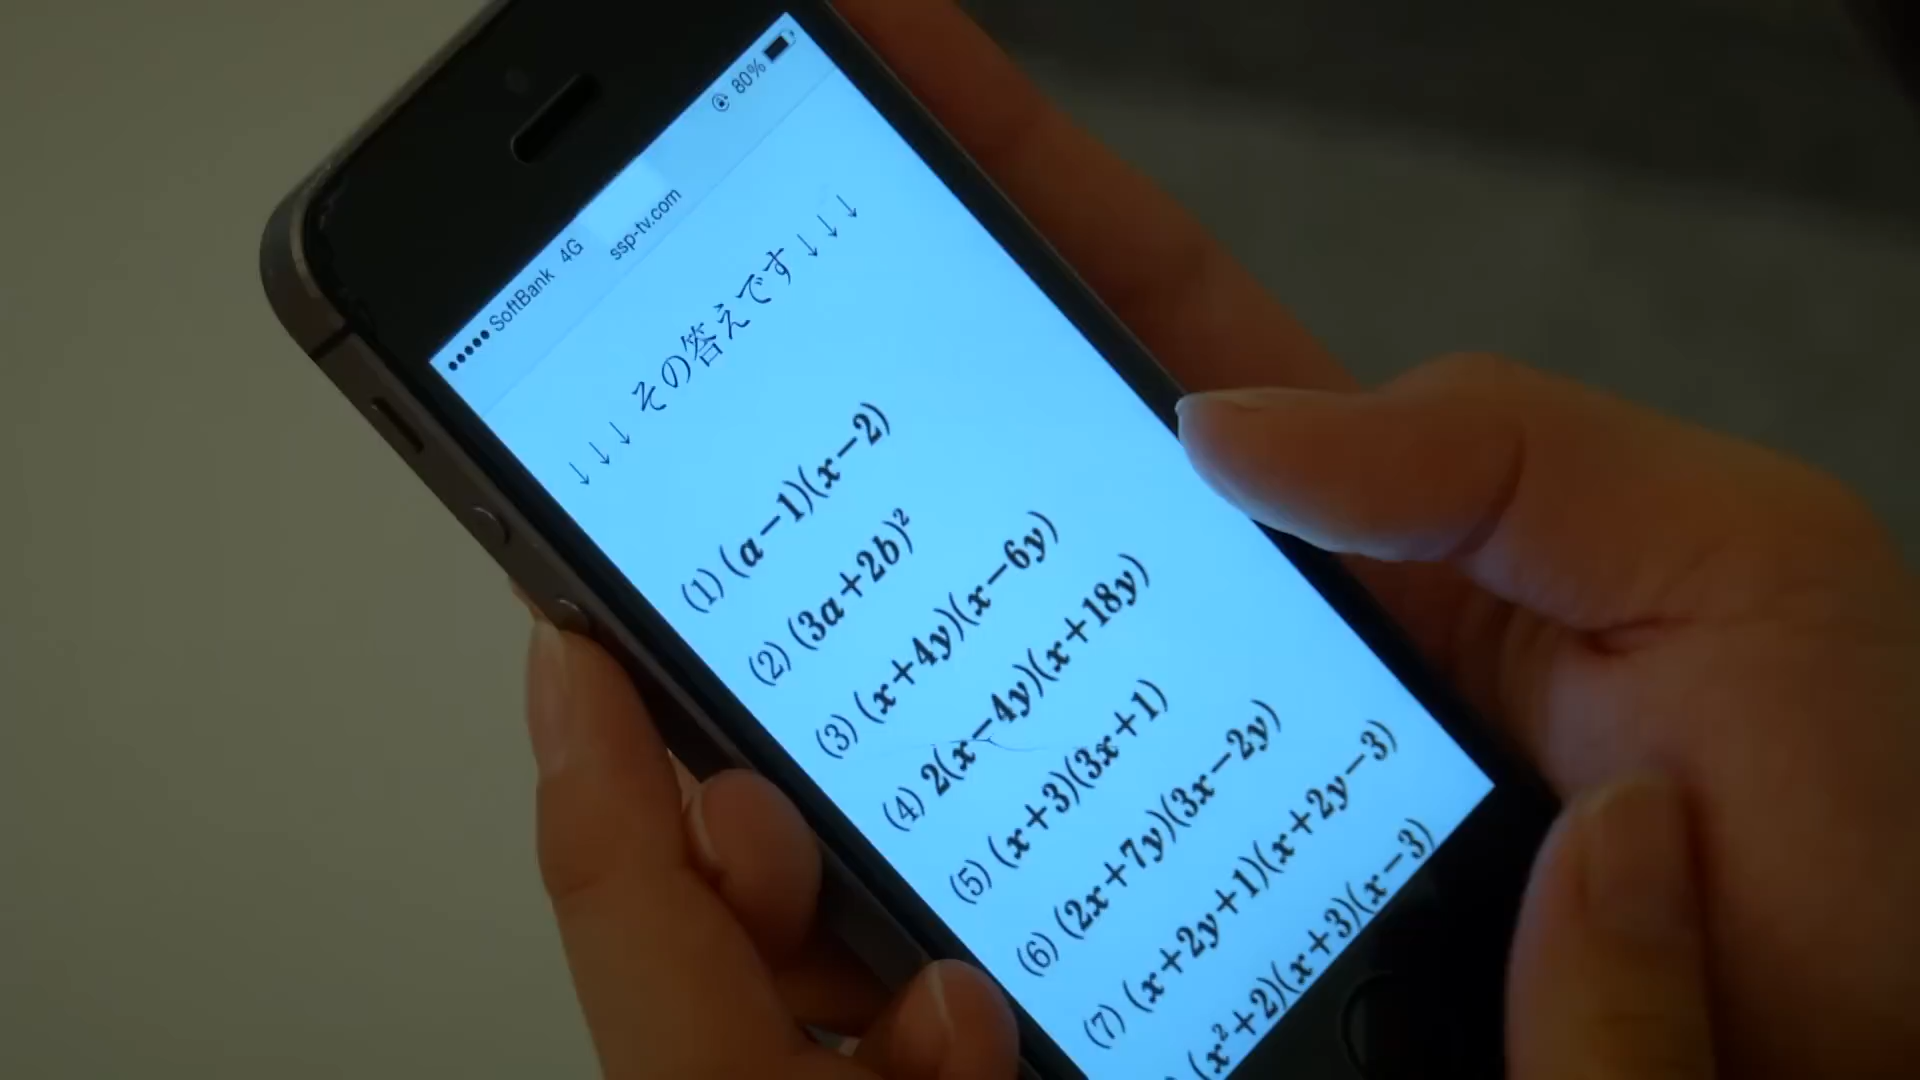 ●●●●● SoftBank 4G 80%
ssp-tv.com
↓↓↓ その答えです ↓↓↓
(1) (a−1)(x−2)
(2) (3a+2b)²
(3) (x+4y)(x−6y)
(4) 2(x−4y)(x+18y)
(5) (x+3)(3x+1)
(6) (2x+7y)(3x−2y)
(7) (x+2y+1)(x+2y−3)
(x²+2)(x+3)(x−3)